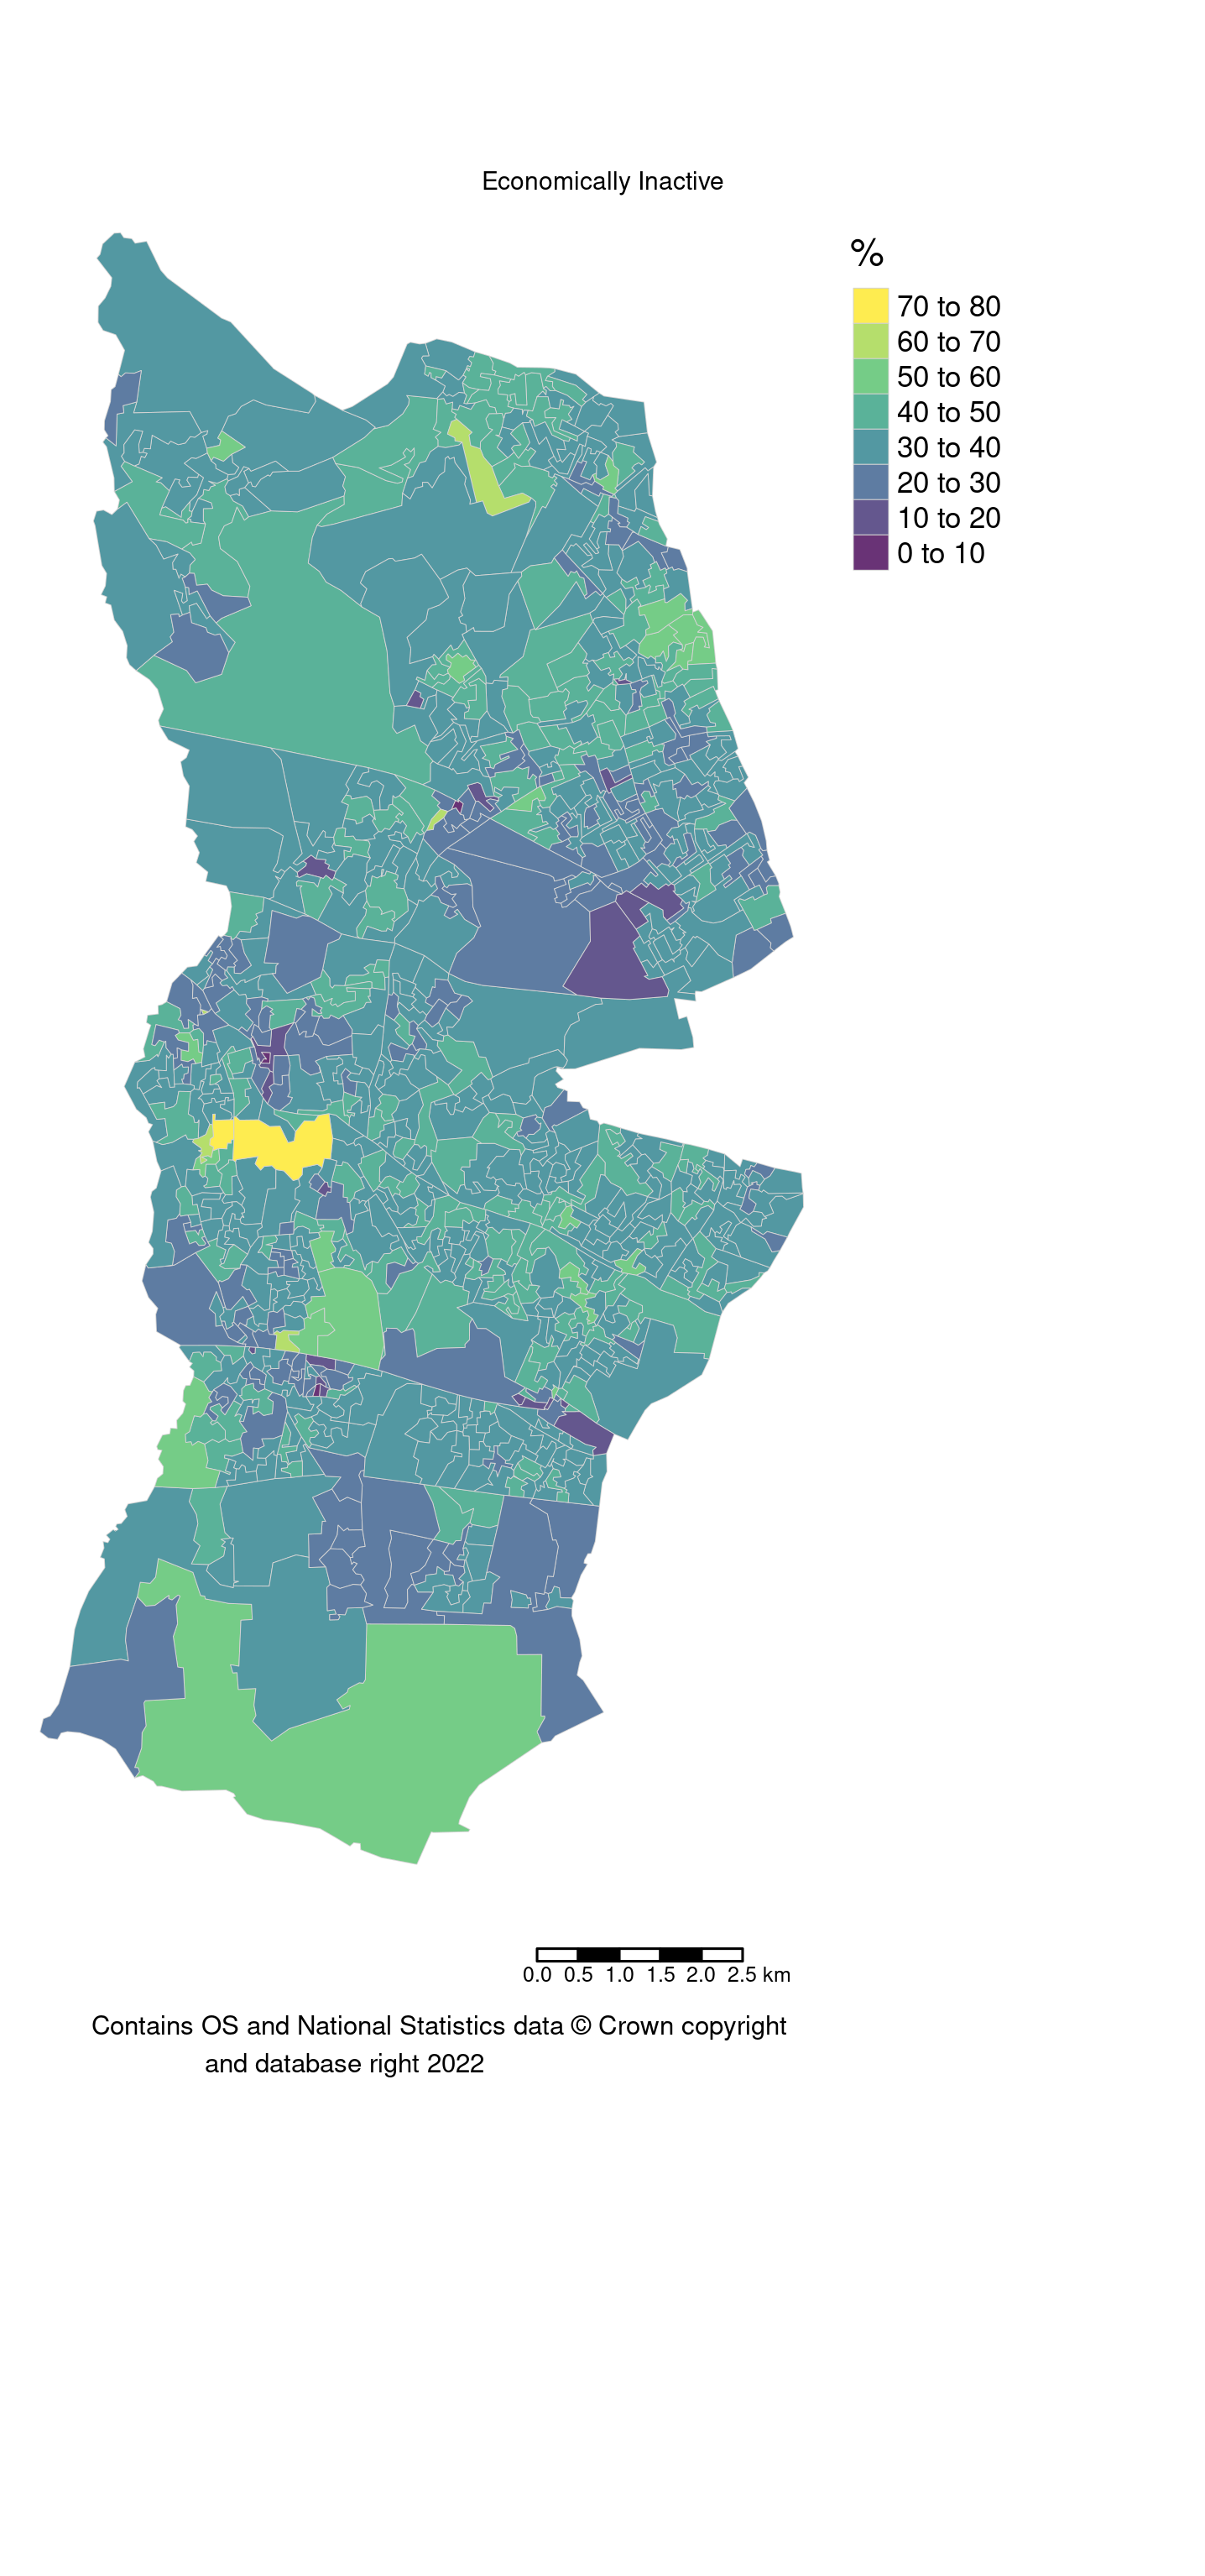 Economically Inactive
%
70 to 80
60 to 70
50 to 60
40 to 50
30 to 40
20 to 30
10 to 20
0 to 10
0.0 0.5 1.0 1.5 2.0 2.5 km
Contains OS and National Statistics data © Crown copyright
and database right 2022